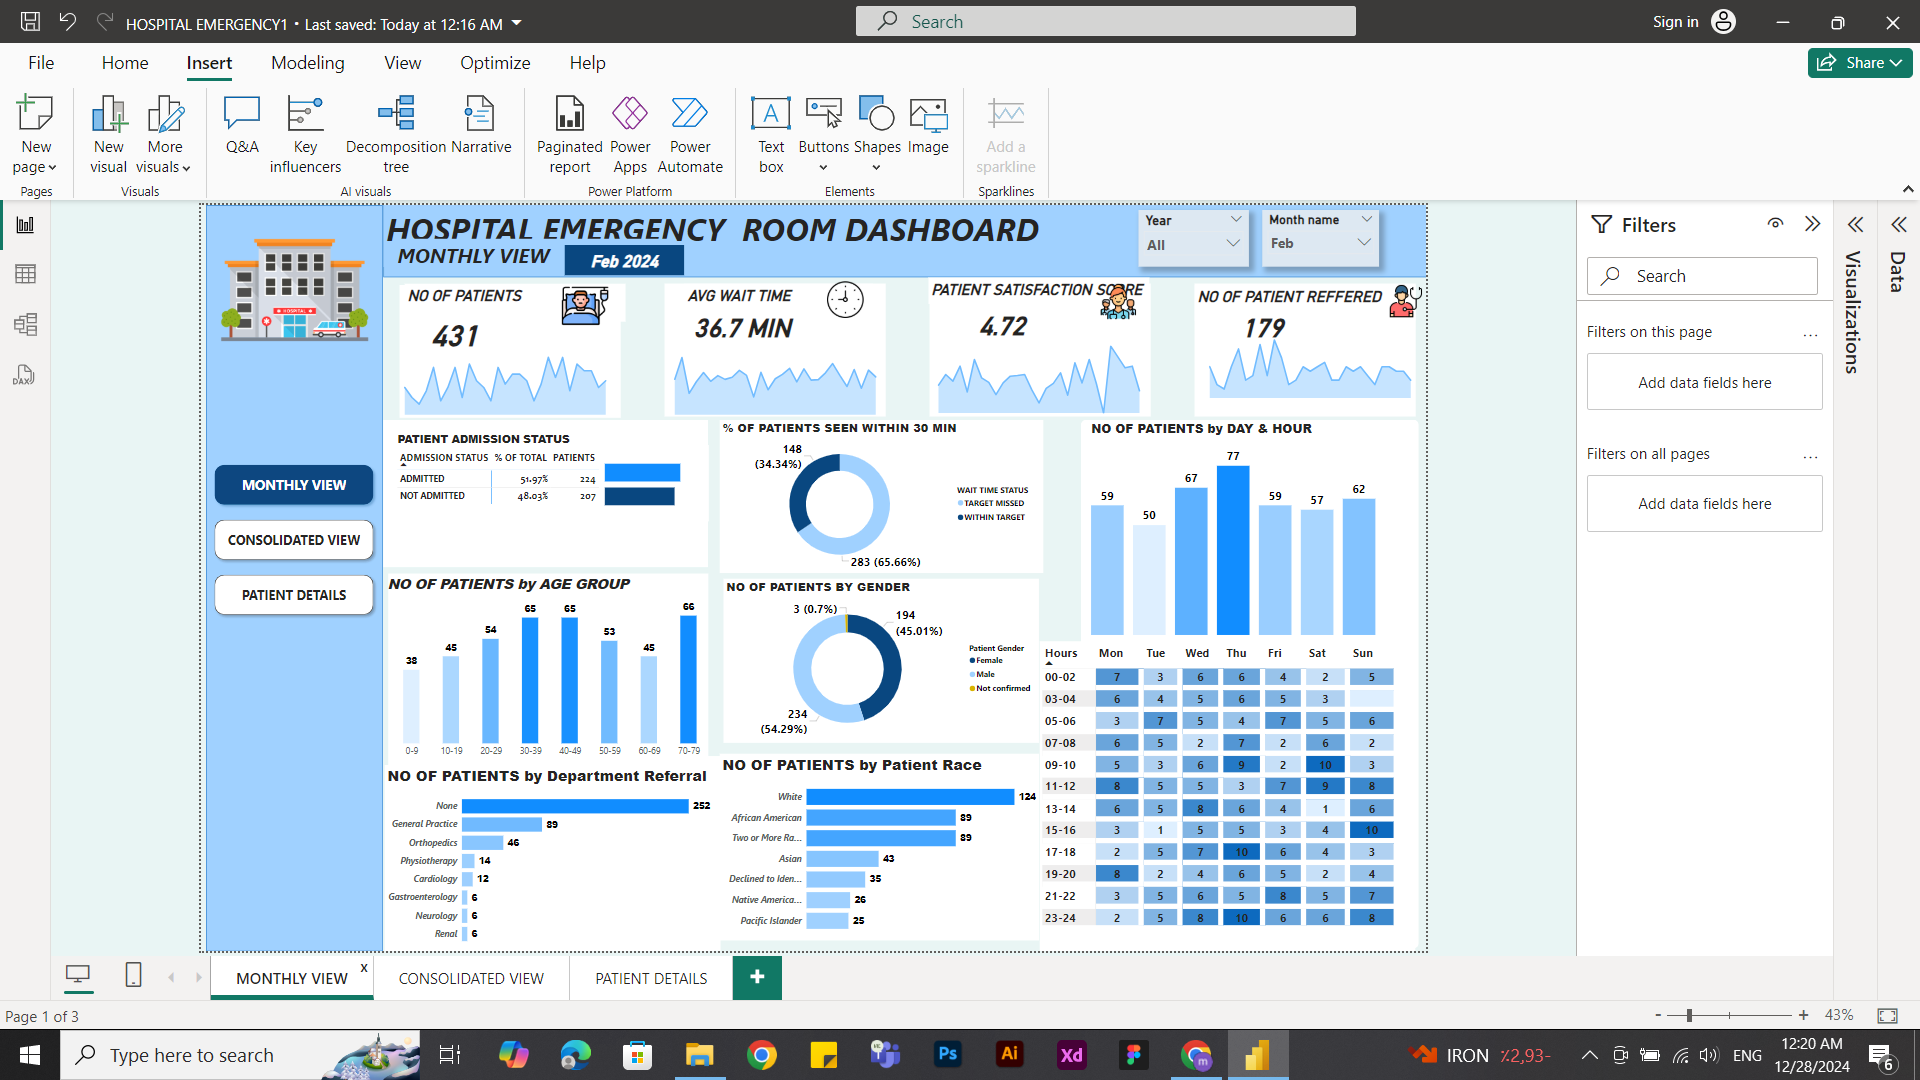 HOSPITAL EMERGENCY1 • Last saved: Today at 12:16 AM
Search
Sign in
File
Home
Insert
Modeling
View
Optimize
Help
Share
New page
New visual
More visuals
Q&A
Key influencers
Decomposition tree
Narrative
Paginated report
Power Apps
Power Automate
Text box
Buttons
Shapes
Image
Add a sparkline
Pages
Visuals
AI visuals
Power Platform
Elements
Sparklines
HOSPITAL EMERGENCY ROOM DASHBOARD
MONTHLY VIEW
Feb 2024
Year
All
Month name
Feb
NO OF PATIENTS
431
AVG WAIT TIME
36.7 MIN
PATIENT SATISFACTION SCORE
4.72
NO OF PATIENT REFFERED
179
MONTHLY VIEW
CONSOLIDATED VIEW
PATIENT DETAILS
PATIENT ADMISSION STATUS
ADMISSION STATUS % OF TOTAL PATIENTS
ADMITTED 51.97% 224
NOT ADMITTED 48.03% 207
% OF PATIENTS SEEN WITHIN 30 MIN
148
(34.34%)
283 (65.66%)
WAIT TIME STATUS
TARGET MISSED
WITHIN TARGET
NO OF PATIENTS by DAY & HOUR
59 50 67 77 59 57 62
Hours Mon Tue Wed Thu Fri Sat Sun
00-02 7 3 6 6 4 2 5
03-04 6 4 5 6 5 3
05-06 3 7 5 4 7 5 6
07-08 6 5 2 7 2 6 2
09-10 5 3 6 9 2 10 3
11-12 8 5 5 3 7 9 8
13-14 6 5 8 6 4 1 6
15-16 3 1 5 5 3 4 10
17-18 2 5 7 10 6 4 3
19-20 8 2 4 6 5 2 4
21-22 3 5 6 5 8 5 7
23-24 2 5 8 10 6 6 8
NO OF PATIENTS by AGE GROUP
38 45 54 65 65 53 45 66
0-9 10-19 20-29 30-39 40-49 50-59 60-69 70-79
NO OF PATIENTS BY GENDER
3 (0.7%)
194
(45.01%)
234
(54.29%)
Patient Gender
Female
Male
Not confirmed
NO OF PATIENTS by Department Referral
None 252
General Practice 89
Orthopedics 46
Physiotherapy 14
Cardiology 12
Gastroenterology 6
Neurology 6
Renal 6
NO OF PATIENTS by Patient Race
White 124
African American 89
Two or More Ra... 89
Asian 43
Declined to Iden... 35
Native America... 26
Pacific Islander 25
Filters
Search
Filters on this page
...
Add data fields here
Filters on all pages
...
Add data fields here
Visualizations
Data
DAX
MONTHLY VIEW x
CONSOLIDATED VIEW
PATIENT DETAILS
+
Page 1 of 3
- + 43%
Type here to search
Ps
Ai
Xd
IRON ٪2,93-
ENG
12:20 AM
12/28/2024
6